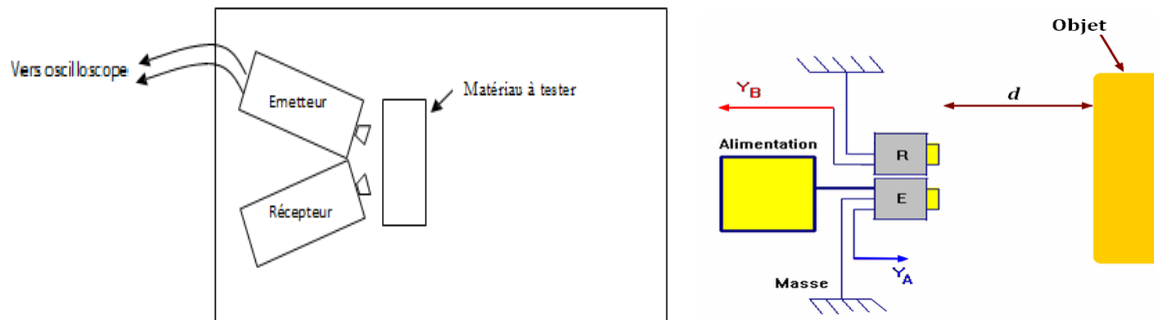 Vers oscilloscope
Emetteur
Matériau à tester
Récepteur
Objet
d
Y_B
Alimentation
R
E
Masse
Y_A